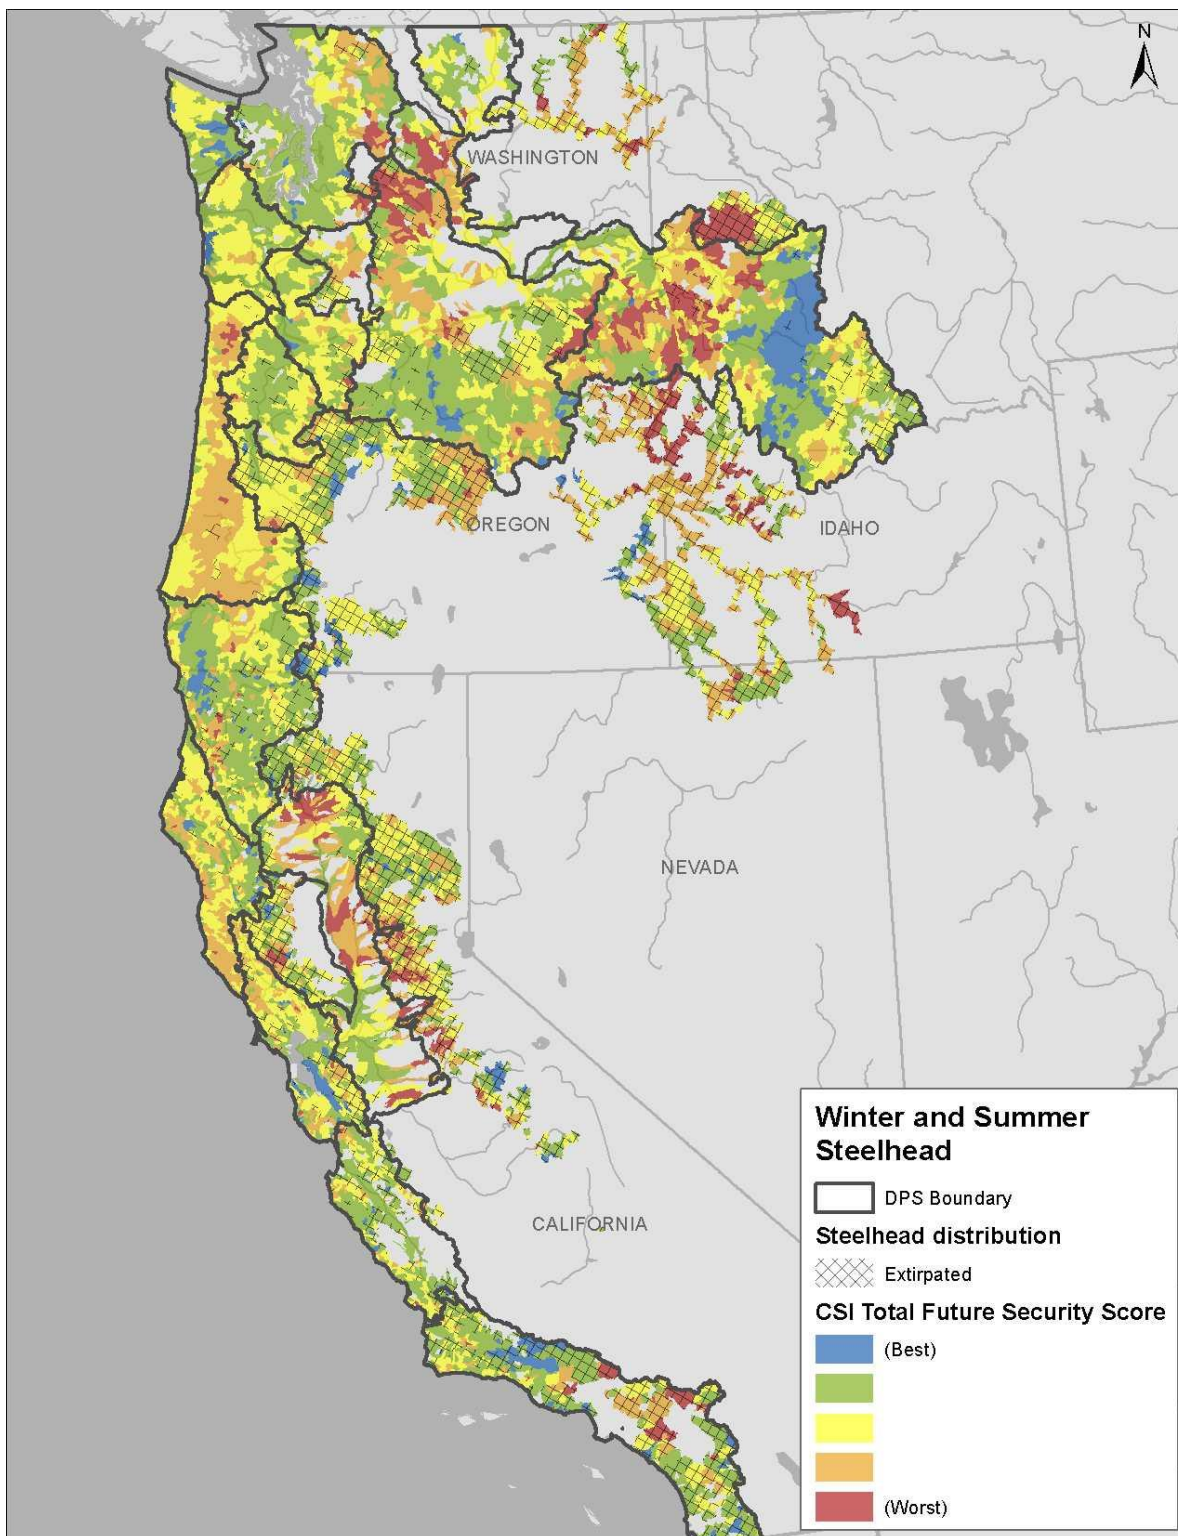 N
WASHINGTON
OREGON
IDAHO
NEVADA
CALIFORNIA
Winter and Summer
Steelhead
DPS Boundary
Steelhead distribution
Extirpated
CSI Total Future Security Score
(Best)
(Worst)